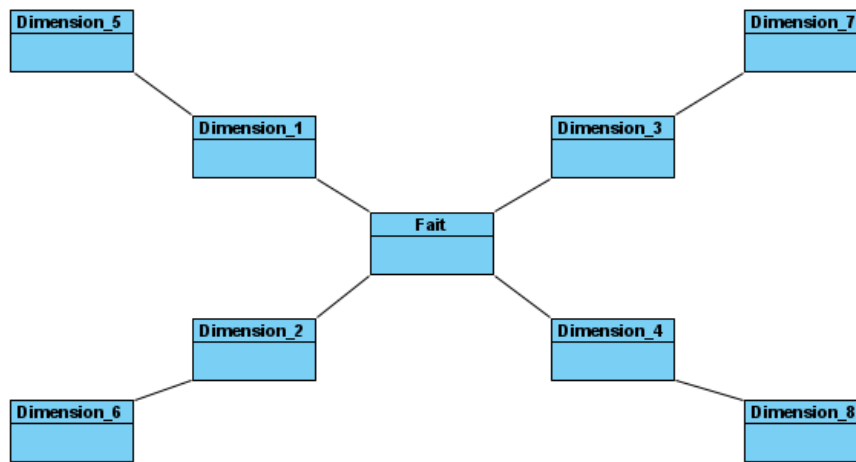 Dimension_5
Dimension_7
Dimension_1
Dimension_3
Fait
Dimension_2
Dimension_4
Dimension_6
Dimension_8